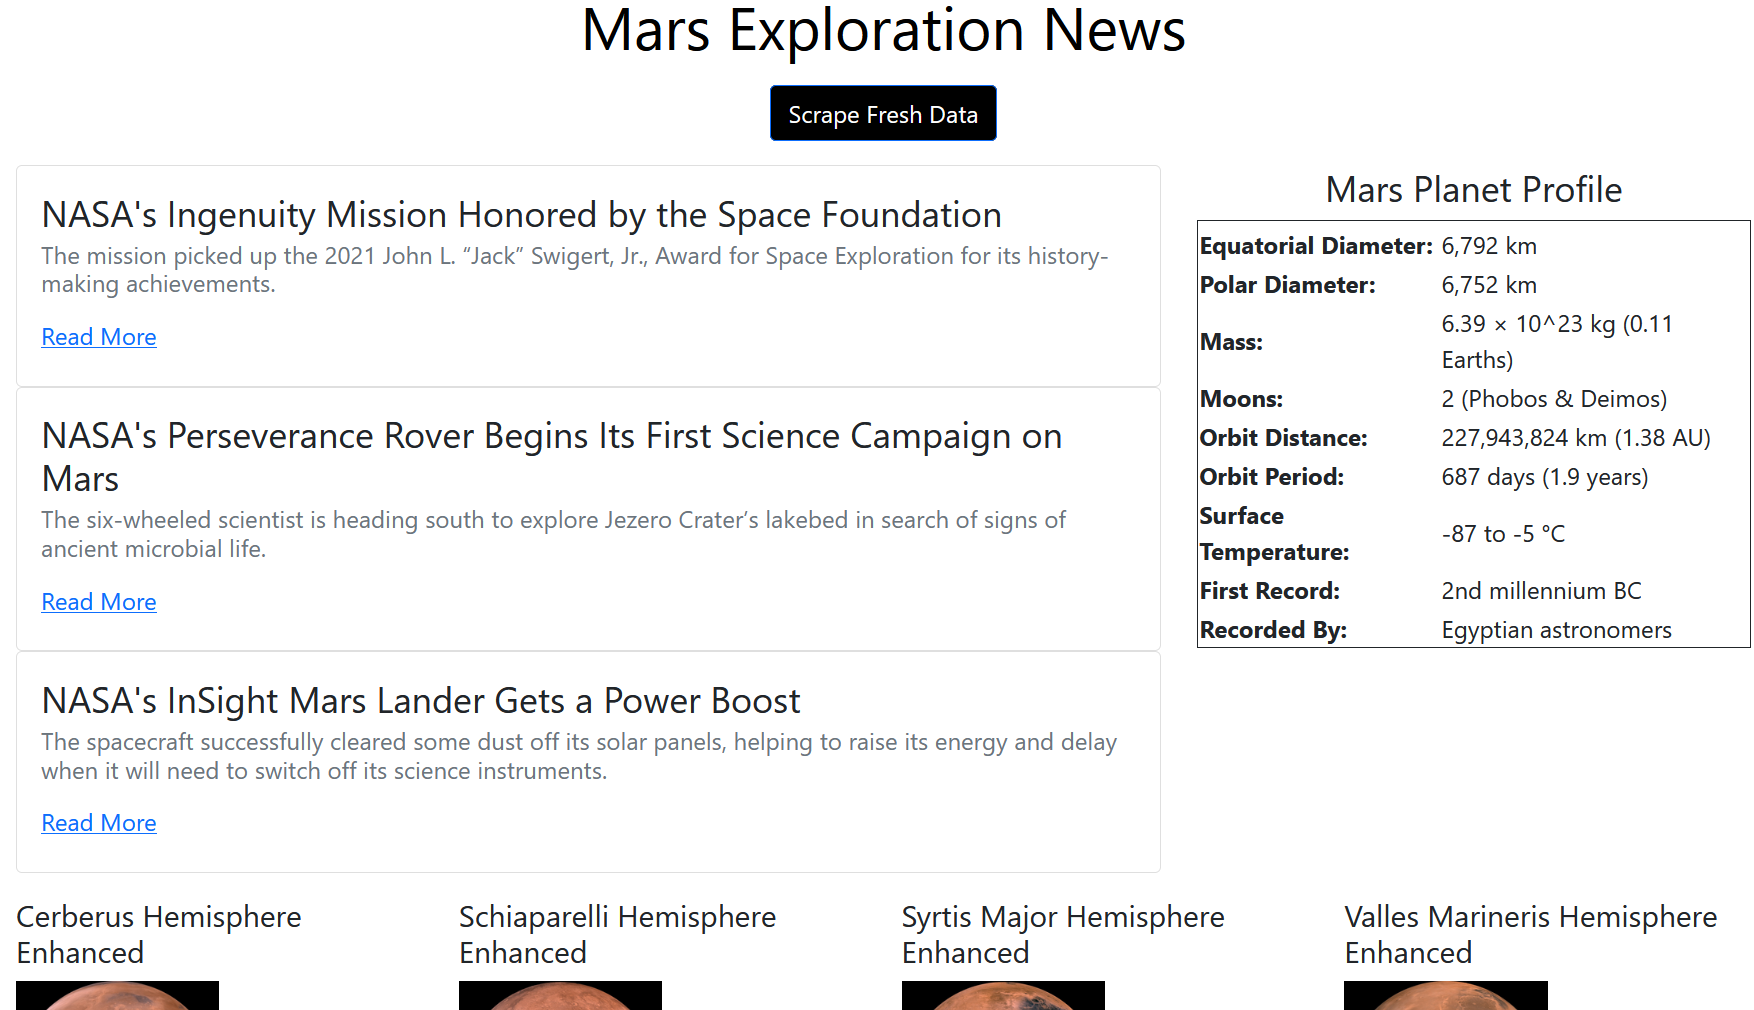 Mars Exploration News
Scrape Fresh Data
NASA's Ingenuity Mission Honored by the Space Foundation
The mission picked up the 2021 John L. “Jack” Swigert, Jr., Award for Space Exploration for its history-
making achievements.
Read More
NASA's Perseverance Rover Begins Its First Science Campaign on
Mars
The six-wheeled scientist is heading south to explore Jezero Crater’s lakebed in search of signs of
ancient microbial life.
Read More
NASA's InSight Mars Lander Gets a Power Boost
The spacecraft successfully cleared some dust off its solar panels, helping to raise its energy and delay
when it will need to switch off its science instruments.
Read More
Mars Planet Profile
Equatorial Diameter: 6,792 km
Polar Diameter: 6,752 km
Mass: 6.39 × 10^23 kg (0.11
Earths)
Moons: 2 (Phobos & Deimos)
Orbit Distance: 227,943,824 km (1.38 AU)
Orbit Period: 687 days (1.9 years)
Surface
Temperature: -87 to -5 °C
First Record: 2nd millennium BC
Recorded By: Egyptian astronomers
Cerberus Hemisphere
Enhanced
Schiaparelli Hemisphere
Enhanced
Syrtis Major Hemisphere
Enhanced
Valles Marineris Hemisphere
Enhanced